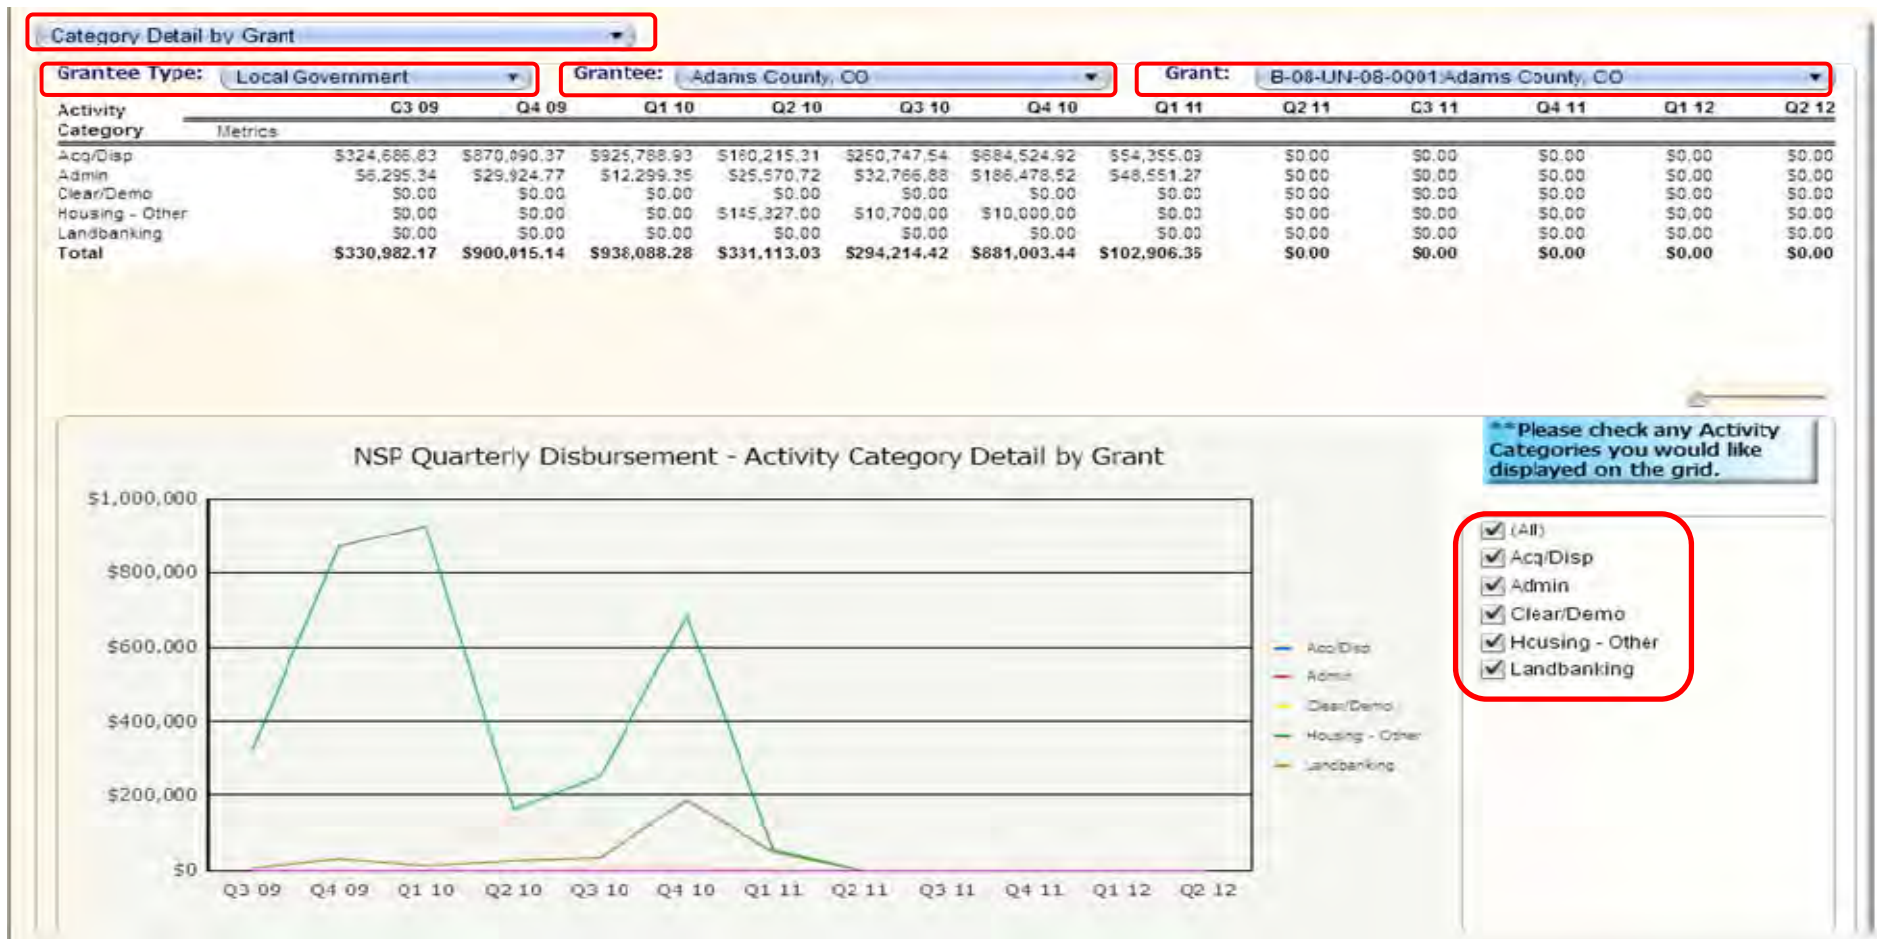 Category Detail by Grant
Grantee Type: Local Government Grantee: Adams County, CO Grant: B-08-UN-08-0001:Adams County, CO
Activity Q3 09 Q4 09 Q1 10 Q2 10 Q3 10 Q4 10 Q1 11 Q2 11 Q3 11 Q4 11 Q1 12 Q2 12
Category Metrics
Acq/Disp $324,686.83 $870,090.37 $925,788.93 $160,215.31 $250,747.54 $684,524.92 $54,355.09 $0.00 $0.00 $0.00 $0.00 $0.00
Admin $6,295.34 $29,924.77 $12,299.35 $25,570.72 $32,766.88 $186,478.52 $48,551.27 $0.00 $0.00 $0.00 $0.00 $0.00
Clear/Demo $0.00 $0.00 $0.00 $0.00 $0.00 $0.00 $0.00 $0.00 $0.00 $0.00 $0.00 $0.00
Housing - Other $0.00 $0.00 $0.00 $145,327.00 $10,700.00 $10,000.00 $0.00 $0.00 $0.00 $0.00 $0.00 $0.00
Landbanking $0.00 $0.00 $0.00 $0.00 $0.00 $0.00 $0.00 $0.00 $0.00 $0.00 $0.00 $0.00
Total $330,982.17 $900,015.14 $938,088.28 $331,113.03 $294,214.42 $881,003.44 $102,906.36 $0.00 $0.00 $0.00 $0.00 $0.00
**Please check any Activity
Categories you would like
displayed on the grid.
NSP Quarterly Disbursement - Activity Category Detail by Grant
$1,000,000
$800,000
$600,000
$400,000
$200,000
$0
Q3 09 Q4 09 Q1 10 Q2 10 Q3 10 Q4 10 Q1 11 Q2 11 Q3 11 Q4 11 Q1 12 Q2 12
Acq/Disp
Admin
Clear/Demo
Housing - Other
Landbanking
(All)
Acq/Disp
Admin
Clear/Demo
Housing - Other
Landbanking